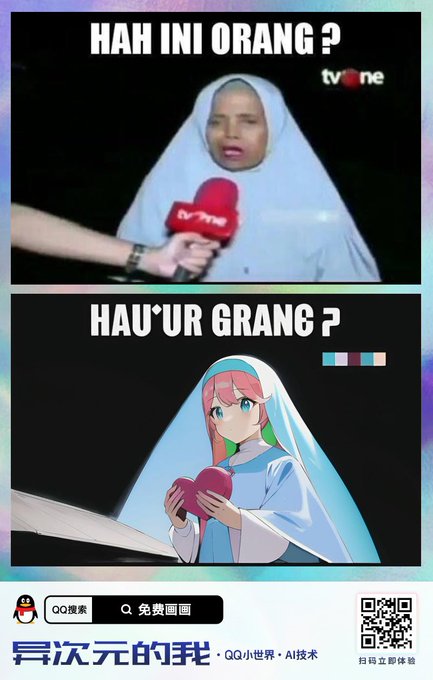 HAH INI ORANG ?
tvOne
tvOne
HAU'UR GRANG ?
QQ搜索
免费画画
异次元的我·QQ小世界·AI技术
扫码立即体验